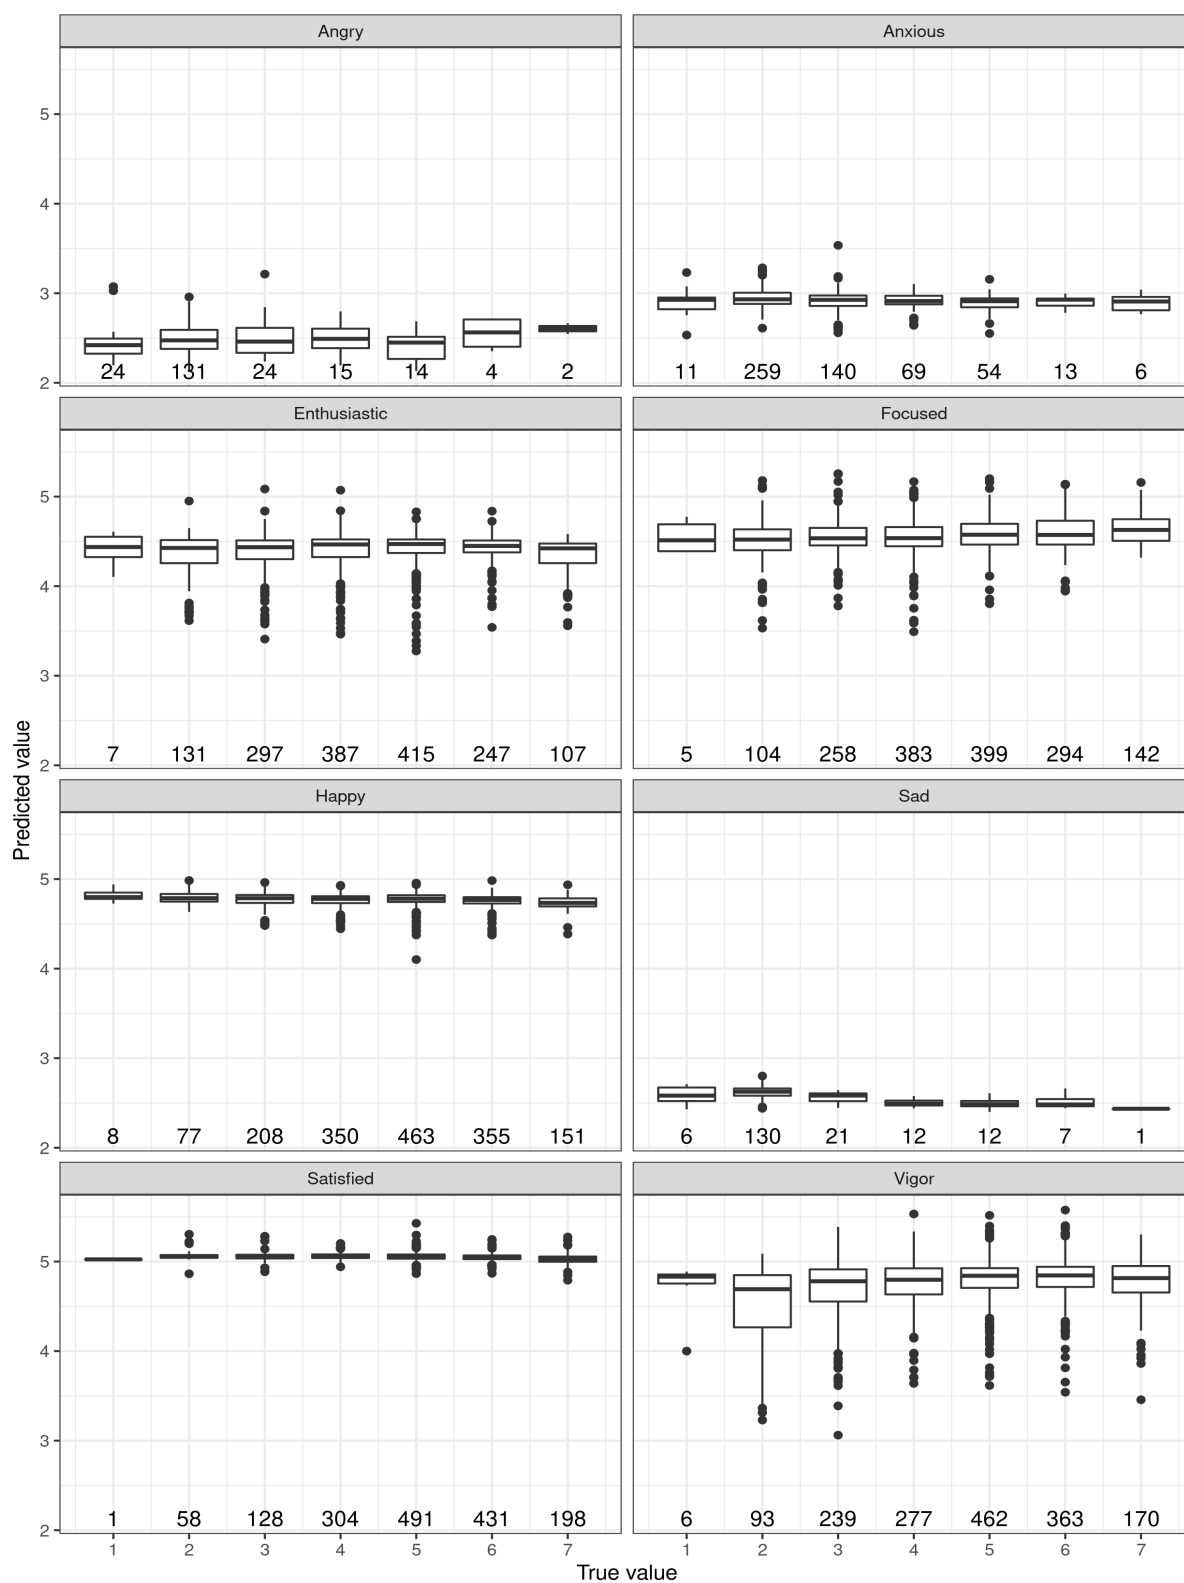 Angry
Anxious
5
4
3
2
24 131 24 15 14 4 2
11 259 140 69 54 13 6
Enthusiastic
Focused
5
4
3
2
7 131 297 387 415 247 107
5 104 258 383 399 294 142
Happy
Sad
5
4
3
2
8 77 208 350 463 355 151
6 130 21 12 12 7 1
Satisfied
Vigor
5
4
3
2
1 58 128 304 491 431 198
6 93 239 277 462 363 170
1 2 3 4 5 6 7
1 2 3 4 5 6 7
Predicted value
True value